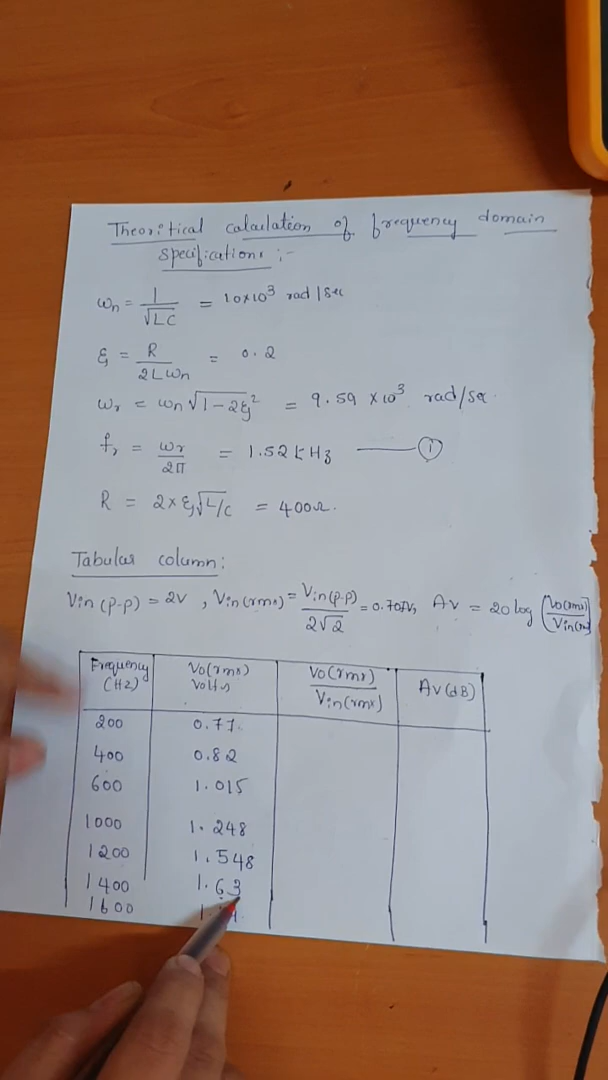 Theoritical calculation of frequency domain
specifications :-
ωn = 1/√LC = 10×10³ rad/sec
ξ = R/2Lωn = 0.2
ωr = ωn√1-2ξ² = 9.59 ×10³ rad/sec.
fr = ωr/2π = 1.52 kHz —— ①
R = 2×ξ√L/C = 400Ω.
Tabular column:
Vin(p-p) = 2V , Vin(rms) = Vin(p-p)/2√2 = 0.707V, Av = 20 log (Vo(rms)/Vin(rms)
Frequency (Hz) Vo(rms) Volts Vo(rms)/Vin(rms) Av(dB)
200 0.77
400 0.82
600 1.015
1000 1.248
1200 1.548
1400 1.63
1600